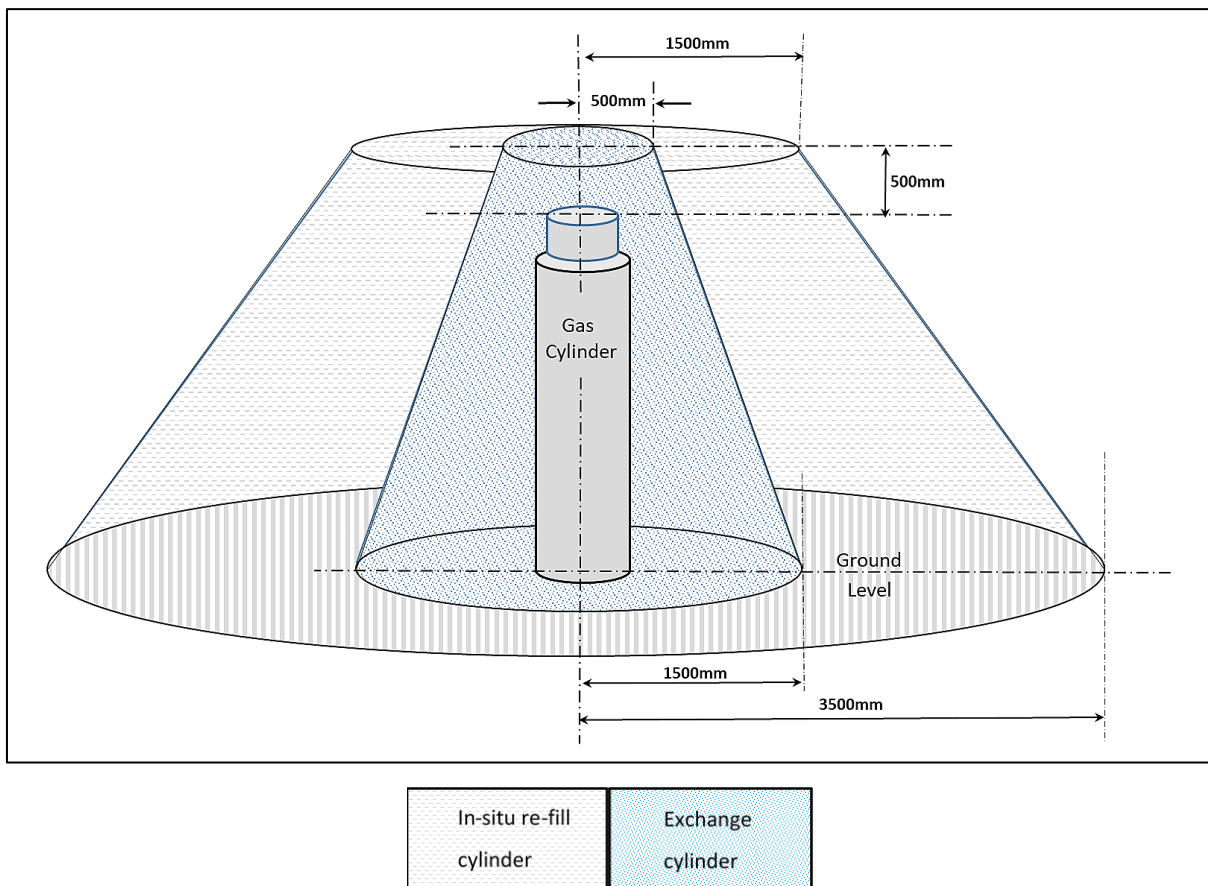 1500mm
500mm
500mm
Gas
Cylinder
Ground
Level
1500mm
3500mm
In-situ re-fill
cylinder
Exchange
cylinder